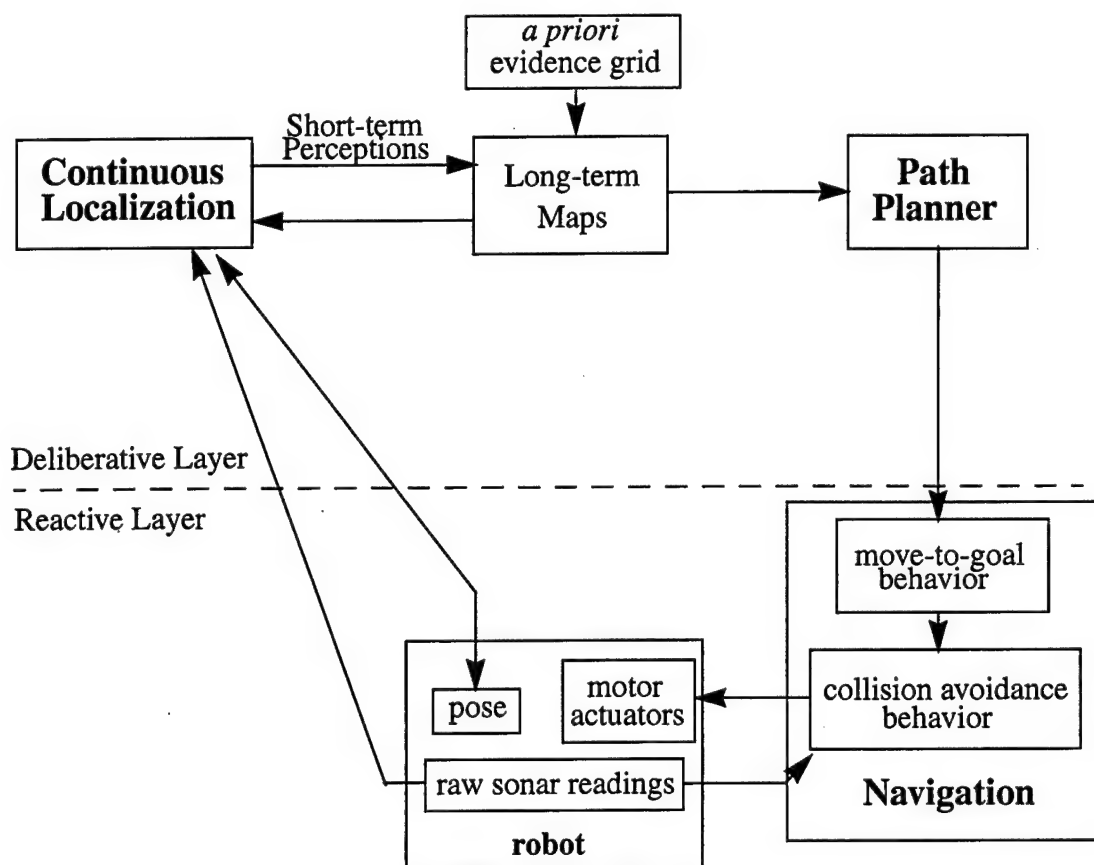 a priori
evidence grid
Short-term
Perceptions
Continuous
Localization
Long-term
Maps
Path
Planner
Deliberative Layer
Reactive Layer
move-to-goal
behavior
collision avoidance
behavior
Navigation
pose
motor
actuators
raw sonar readings
robot